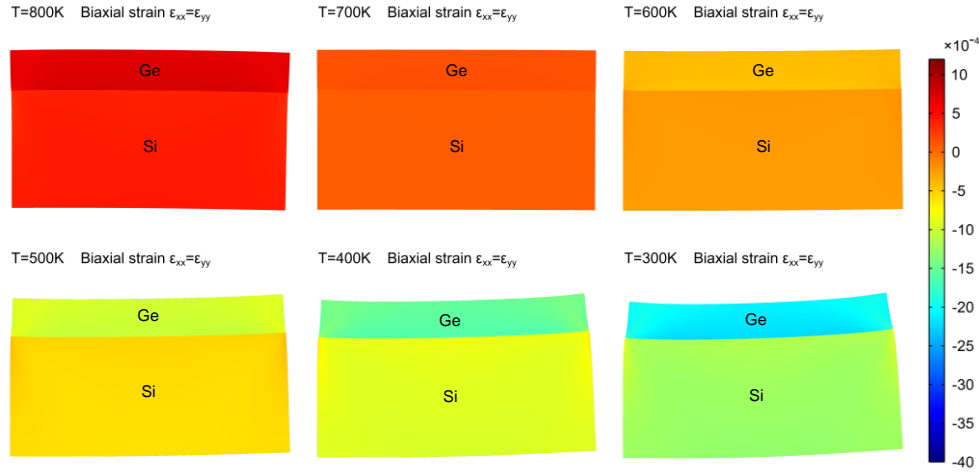 T=800K Biaxial strain εxx=εyy
T=700K Biaxial strain εxx=εyy
T=600K Biaxial strain εxx=εyy
×10⁻⁴
Ge
Si
Ge
Si
Ge
Si
T=500K Biaxial strain εxx=εyy
T=400K Biaxial strain εxx=εyy
T=300K Biaxial strain εxx=εyy
Ge
Si
Ge
Si
Ge
Si
10
5
0
-5
-10
-15
-20
-25
-30
-35
-40